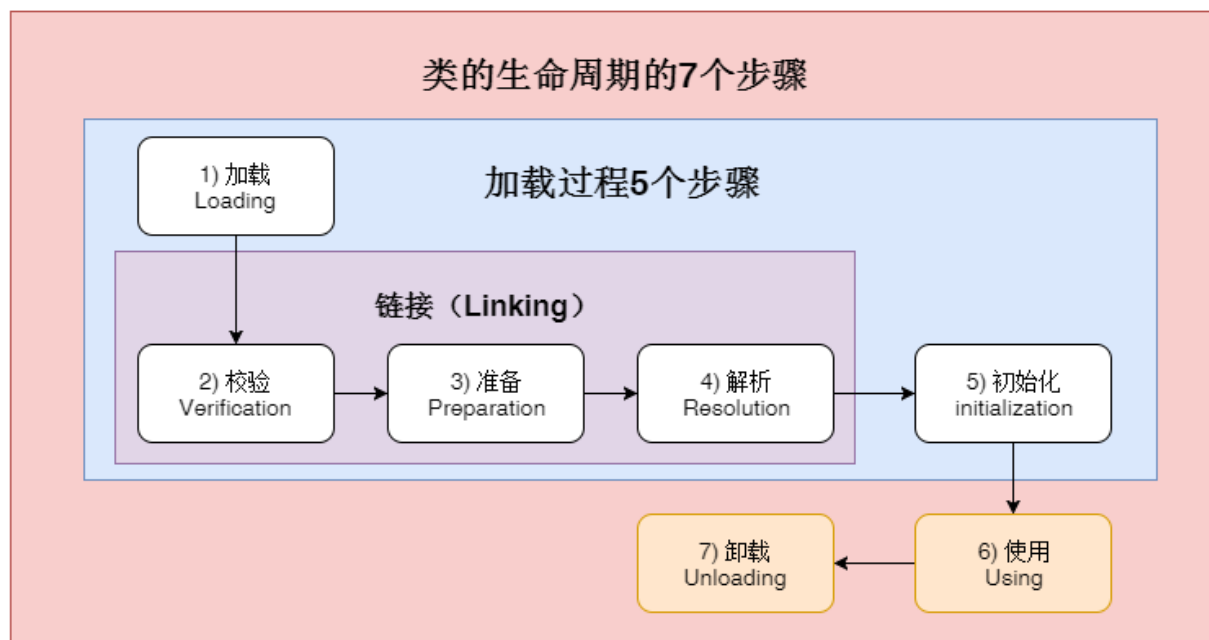 类的生命周期的7个步骤
加载过程5个步骤
1) 加载
Loading
链接（Linking）
2) 校验
Verification
3) 准备
Preparation
4) 解析
Resolution
5) 初始化
initialization
6) 使用
Using
7) 卸载
Unloading